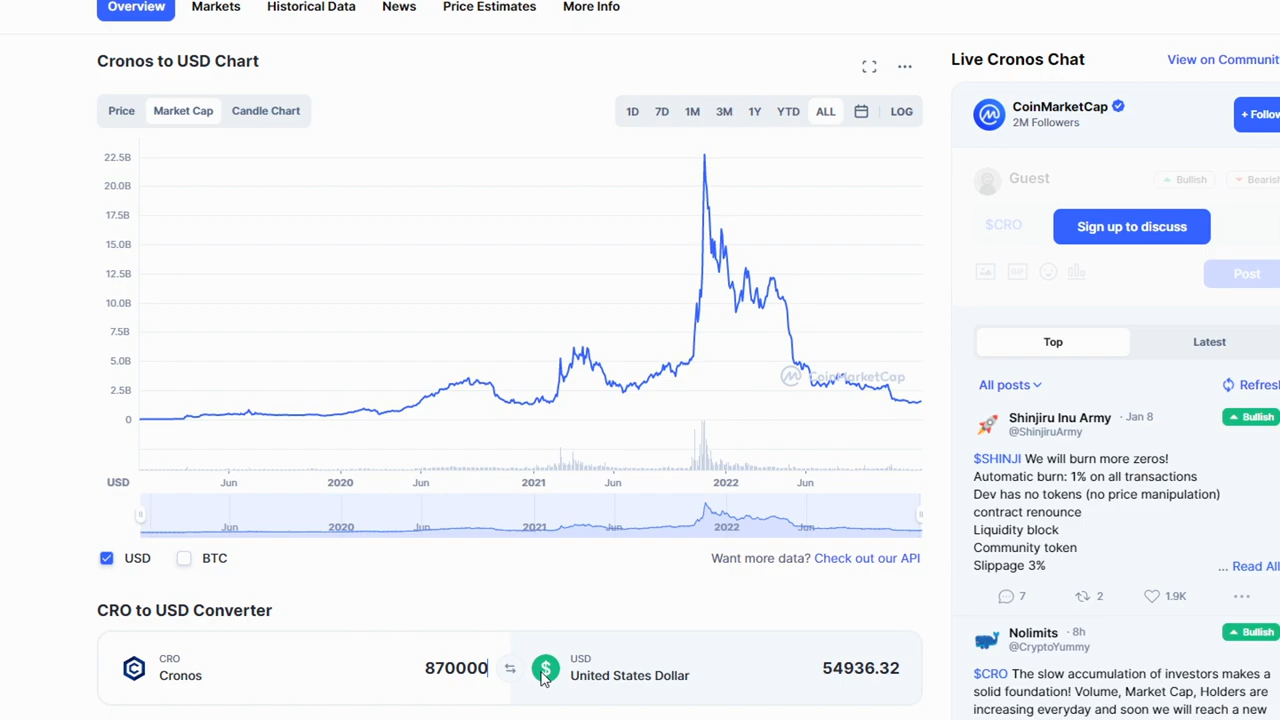 Overview Markets Historical Data News Price Estimates More Info
Cronos to USD Chart
Price Market Cap Candle Chart
1D 7D 1M 3M 1Y YTD ALL LOG
22.5B
20.0B
17.5B
15.0B
12.5B
10.0B
7.5B
5.0B
2.5B
0
CoinMarketCap
USD Jun 2020 Jun 2021 Jun 2022 Jun
Jun 2020 Jun 2021 Jun 2022 Jun
USD BTC
Want more data? Check out our API
CRO to USD Converter
CRO
Cronos
870000
USD
United States Dollar
54936.32
Live Cronos Chat
View on Communit
CoinMarketCap
2M Followers
+ Follow
Guest
Bullish Bearish
$CRO
Sign up to discuss
GIF
Post
Top Latest
All posts Refres
Shinjiru Inu Army · Jan 8
@ShinjiruArmy
Bullish
$SHINJI We will burn more zeros!
Automatic burn: 1% on all transactions
Dev has no tokens (no price manipulation)
contract renounce
Liquidity block
Community token
Slippage 3%
... Read All
7 2 1.9K
Nolimits · 8h
@CryptoYummy
Bullish
$CRO The slow accumulation of investors makes a
solid foundation! Volume, Market Cap, Holders are
increasing everyday and soon we will reach a new